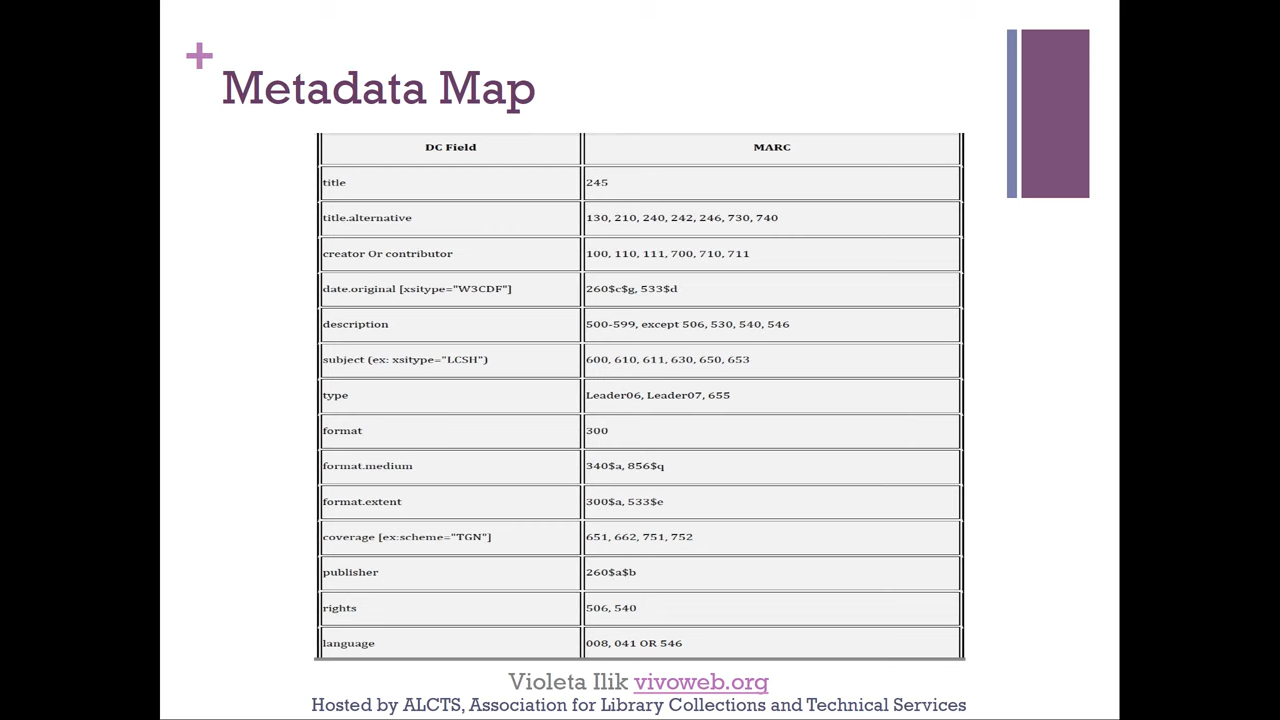 +
Metadata Map
DC Field MARC
title 245
title.alternative 130, 210, 240, 242, 246, 730, 740
creator Or contributor 100, 110, 111, 700, 710, 711
date.original [xsitype="W3CDF"] 260$c$g, 533$d
description 500-599, except 506, 530, 540, 546
subject (ex: xsitype="LCSH") 600, 610, 611, 630, 650, 653
type Leader06, Leader07, 655
format 300
format.medium 340$a, 856$q
format.extent 300$a, 533$e
coverage [ex:scheme="TGN"] 651, 662, 751, 752
publisher 260$a$b
rights 506, 540
language 008, 041 OR 546
Violeta Ilik vivoweb.org
Hosted by ALCTS, Association for Library Collections and Technical Services